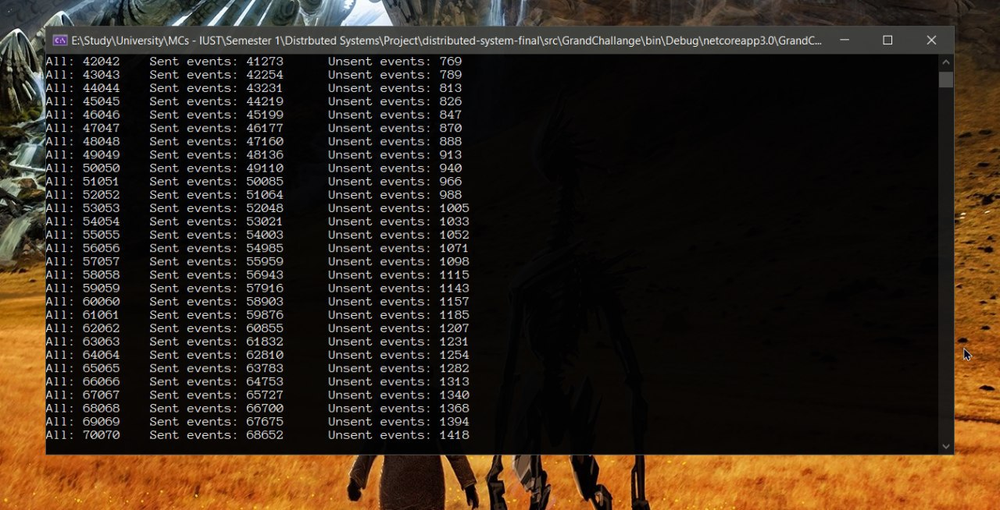 E:\Study\University\MCs - IUST\Semester 1\Distrbuted Systems\Project\distributed-system-final\src\GrandChallange\bin\Debug\netcoreapp3.0\GrandC...
All: 42042 Sent events: 41273 Unsent events: 769
All: 43043 Sent events: 42254 Unsent events: 789
All: 44044 Sent events: 43231 Unsent events: 813
All: 45045 Sent events: 44219 Unsent events: 826
All: 46046 Sent events: 45199 Unsent events: 847
All: 47047 Sent events: 46177 Unsent events: 870
All: 48048 Sent events: 47160 Unsent events: 888
All: 49049 Sent events: 48136 Unsent events: 913
All: 50050 Sent events: 49110 Unsent events: 940
All: 51051 Sent events: 50085 Unsent events: 966
All: 52052 Sent events: 51064 Unsent events: 988
All: 53053 Sent events: 52048 Unsent events: 1005
All: 54054 Sent events: 53021 Unsent events: 1033
All: 55055 Sent events: 54003 Unsent events: 1052
All: 56056 Sent events: 54985 Unsent events: 1071
All: 57057 Sent events: 55959 Unsent events: 1098
All: 58058 Sent events: 56943 Unsent events: 1115
All: 59059 Sent events: 57916 Unsent events: 1143
All: 60060 Sent events: 58903 Unsent events: 1157
All: 61061 Sent events: 59876 Unsent events: 1185
All: 62062 Sent events: 60855 Unsent events: 1207
All: 63063 Sent events: 61832 Unsent events: 1231
All: 64064 Sent events: 62810 Unsent events: 1254
All: 65065 Sent events: 63783 Unsent events: 1282
All: 66066 Sent events: 64753 Unsent events: 1313
All: 67067 Sent events: 65727 Unsent events: 1340
All: 68068 Sent events: 66700 Unsent events: 1368
All: 69069 Sent events: 67675 Unsent events: 1394
All: 70070 Sent events: 68652 Unsent events: 1418